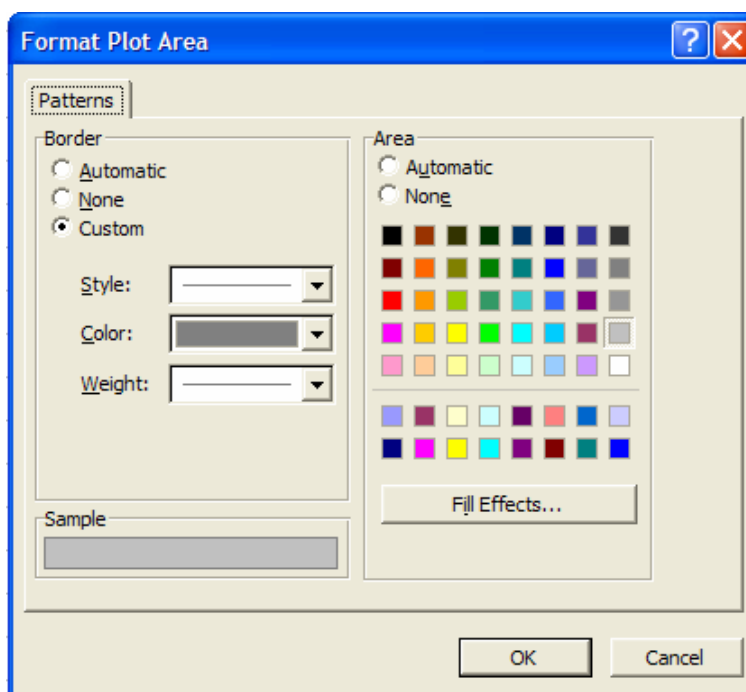 Format Plot Area
?
Patterns
Border
Automatic
None
Custom
Style:
Color:
Weight:
Sample
Area
Automatic
None
Fill Effects...
OK
Cancel